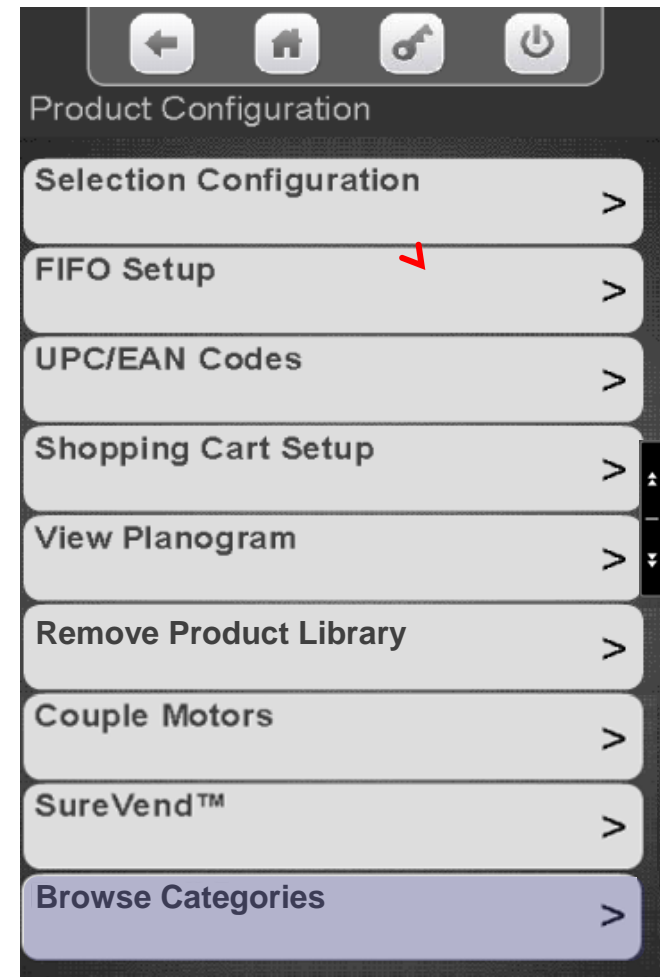 Product Configuration
Selection Configuration
>
FIFO Setup
>
UPC/EAN Codes
>
Shopping Cart Setup
>
View Planogram
>
Remove Product Library
>
Couple Motors
>
SureVend™
>
Browse Categories
>